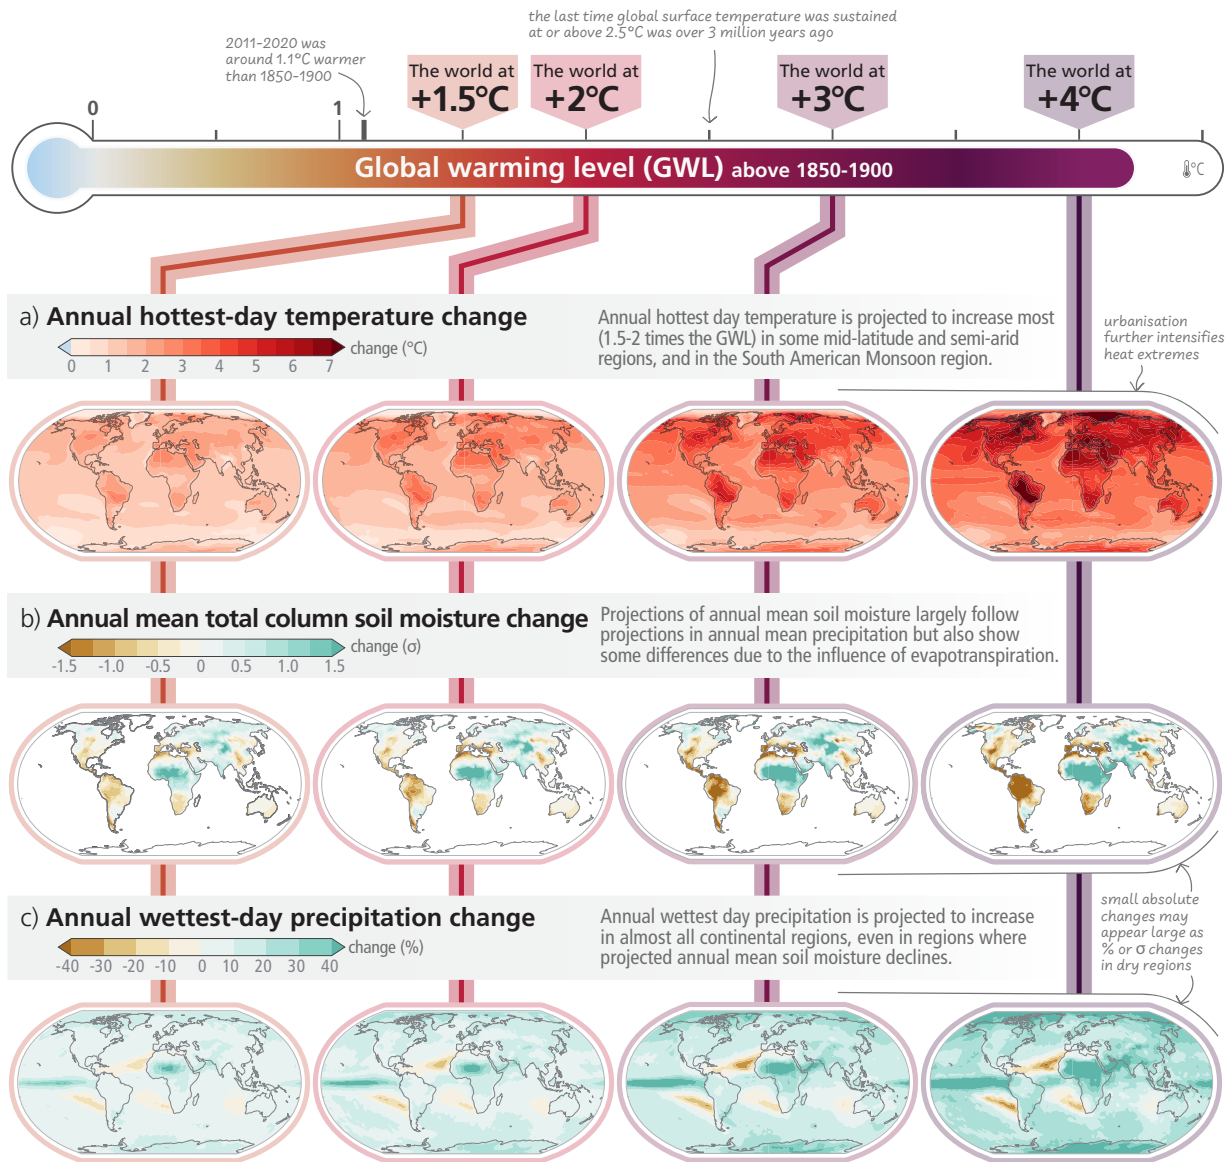 the last time global surface temperature was sustained
at or above 2.5°C was over 3 million years ago
2011-2020 was
around 1.1°C warmer
than 1850-1900
The world at
+1.5°C
The world at
+2°C
The world at
+3°C
The world at
+4°C
0
1
Global warming level (GWL) above 1850-1900
°C
a) Annual hottest-day temperature change
change (°C)
0 1 2 3 4 5 6 7
Annual hottest day temperature is projected to increase most
(1.5-2 times the GWL) in some mid-latitude and semi-arid
regions, and in the South American Monsoon region.
urbanisation
further intensifies
heat extremes
b) Annual mean total column soil moisture change
change (σ)
-1.5 -1.0 -0.5 0 0.5 1.0 1.5
Projections of annual mean soil moisture largely follow
projections in annual mean precipitation but also show
some differences due to the influence of evapotranspiration.
c) Annual wettest-day precipitation change
change (%)
-40 -30 -20 -10 0 10 20 30 40
Annual wettest day precipitation is projected to increase
in almost all continental regions, even in regions where
projected annual mean soil moisture declines.
small absolute
changes may
appear large as
% or σ changes
in dry regions